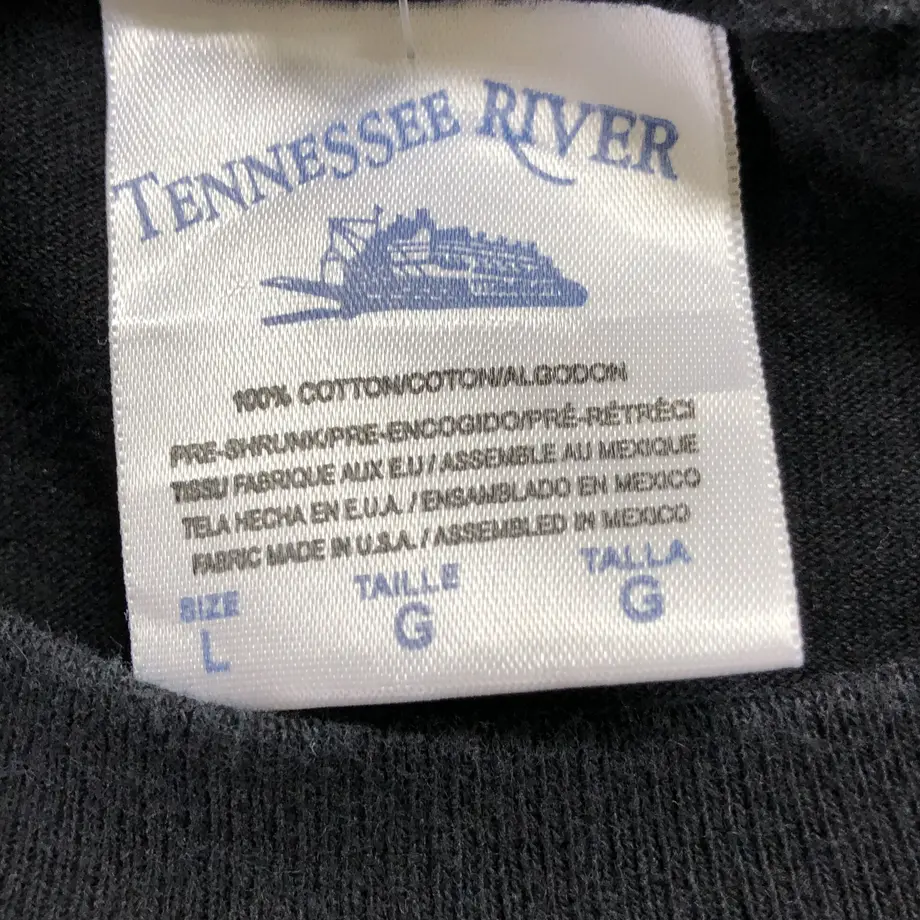 TENNESSEE RIVER
100% COTTON/COTON/ALGODON
PRE-SHRUNK/PRE-ENCOGIDO/PRÉ-RÉTRÉCI
TISSU FABRIQUE AUX E.U / ASSEMBLE AU MEXIQUE
TELA HECHA EN E.U.A. / ENSAMBLADO EN MEXICO
FABRIC MADE IN U.S.A. / ASSEMBLED IN MEXICO
SIZE TAILLE TALLA
L G G